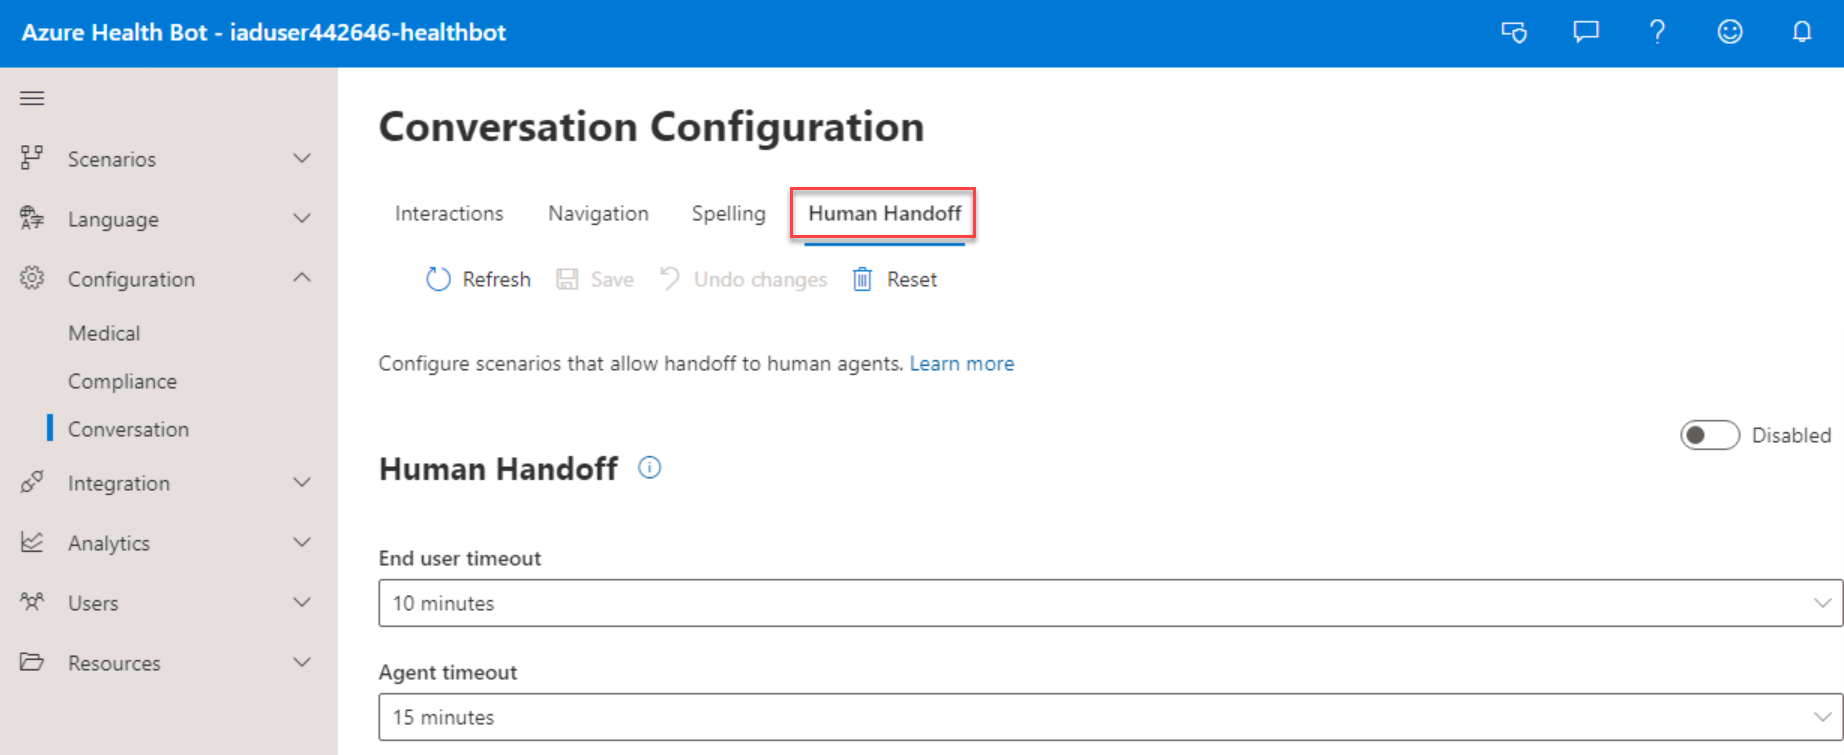 Azure Health Bot - iaduser442646-healthbot
Scenarios
Language
Configuration
Medical
Compliance
Conversation
Integration
Analytics
Users
Resources
Conversation Configuration
Interactions Navigation Spelling Human Handoff
Refresh Save Undo changes Reset
Configure scenarios that allow handoff to human agents. Learn more
Disabled
Human Handoff
End user timeout
10 minutes
Agent timeout
15 minutes